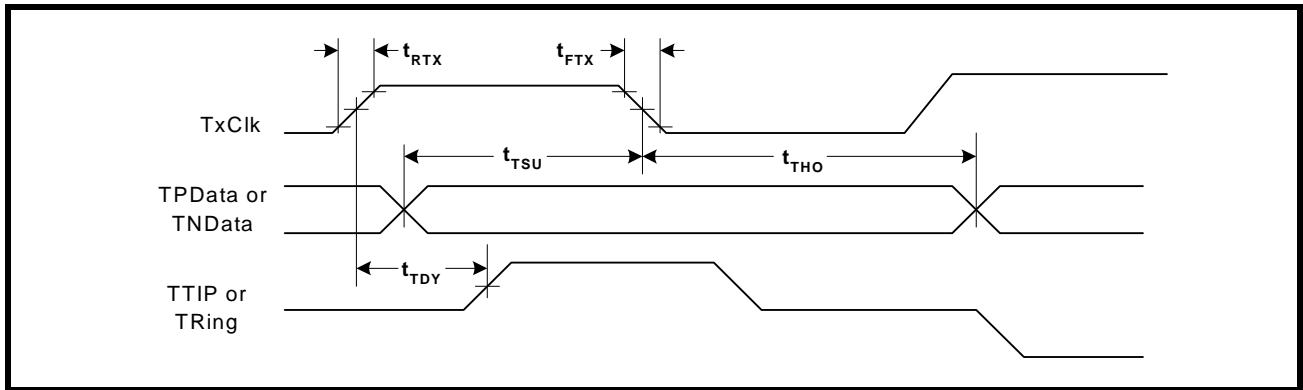 tRTX
tFTX
TxClk
tTSU
tTHO
TPData or
TNData
tTDY
TTIP or
TRing